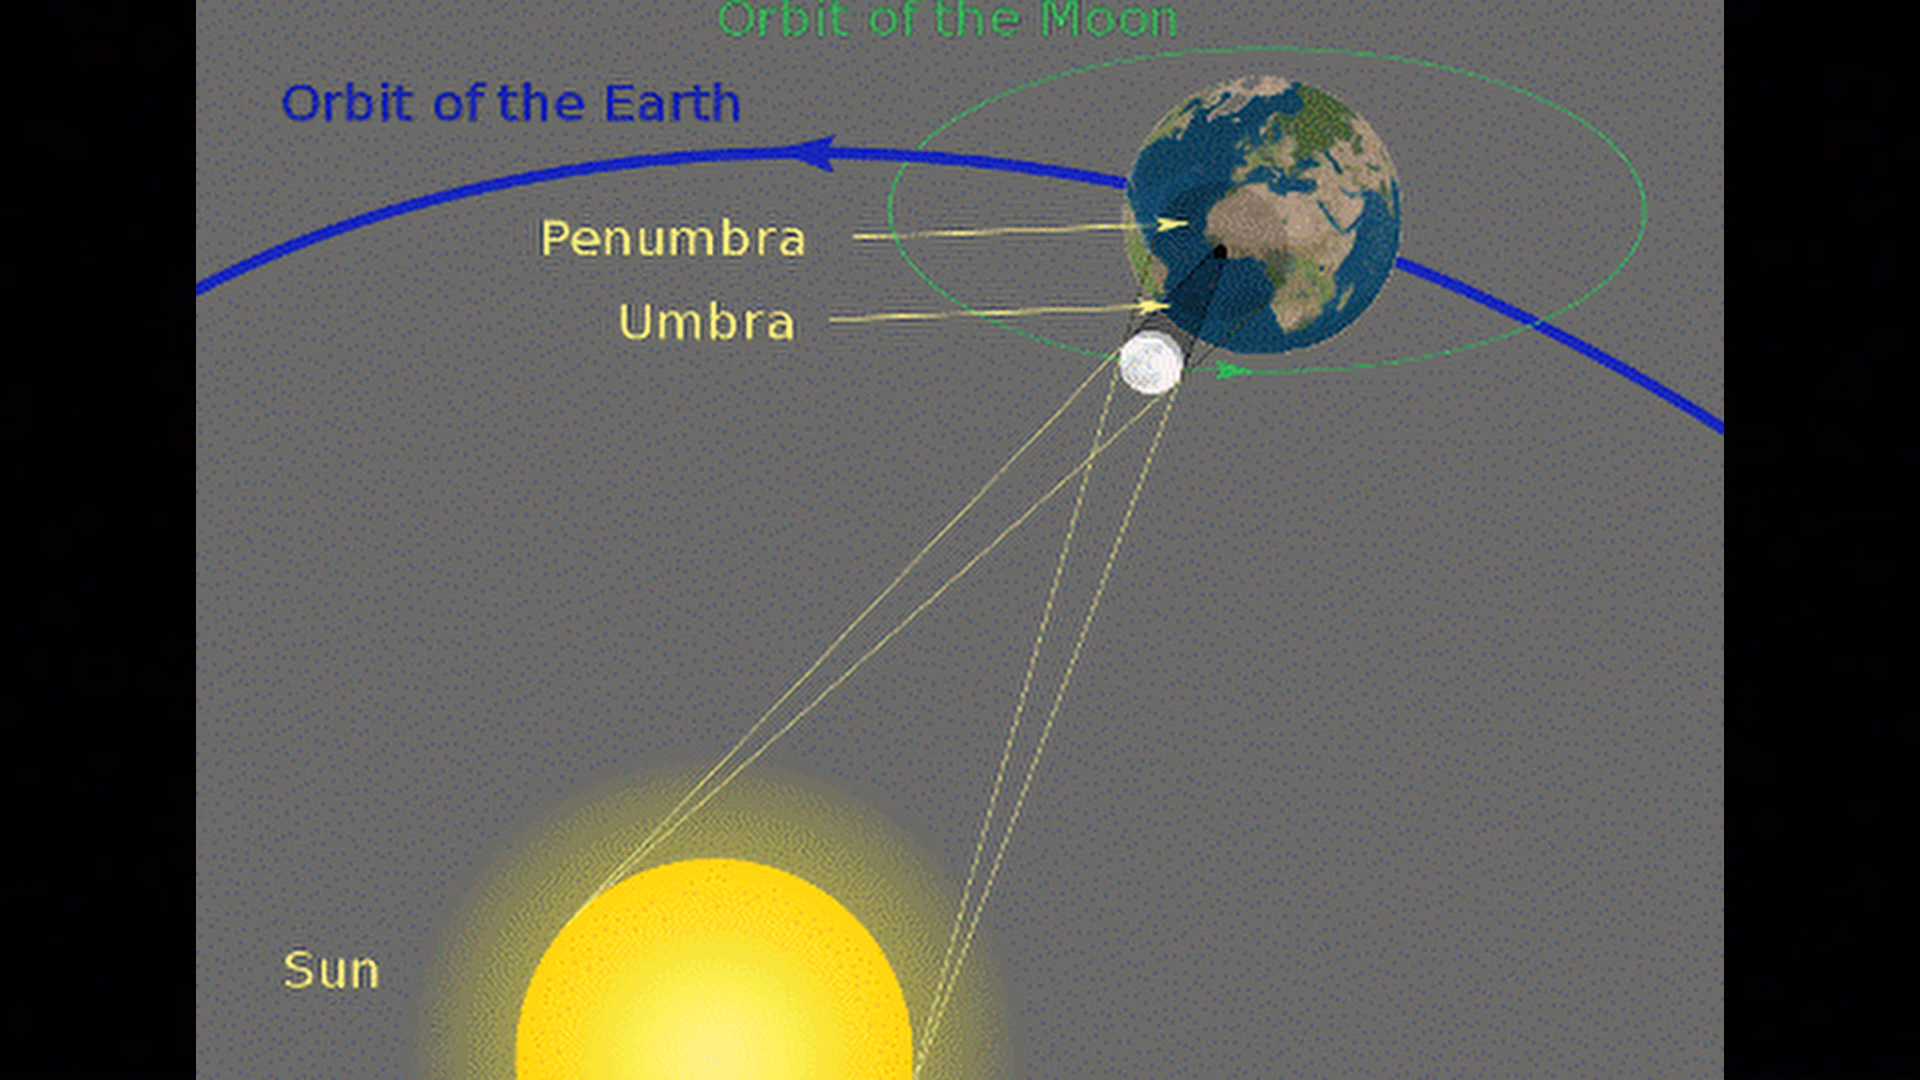 Orbit of the Moon
Orbit of the Earth
Penumbra
Umbra
Sun